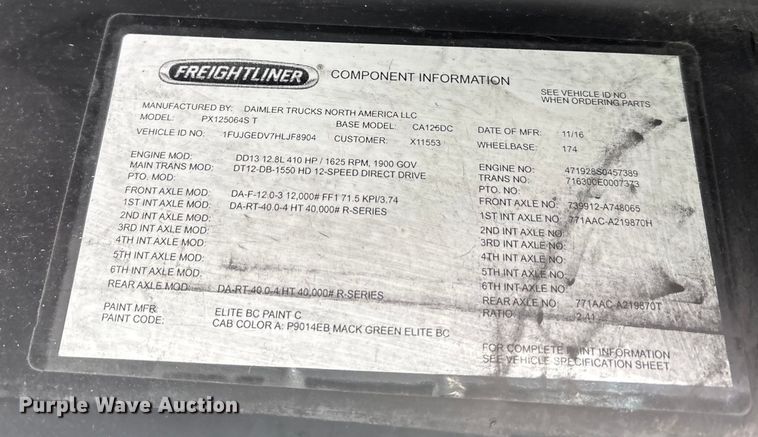 FREIGHTLINER ® COMPONENT INFORMATION
SEE VEHICLE ID NO
WHEN ORDERING PARTS
MANUFACTURED BY: DAIMLER TRUCKS NORTH AMERICA LLC
MODEL: PX125064S T BASE MODEL: CA125DC DATE OF MFR: 11/16
VEHICLE ID NO: 1FUJGEDV7HLJF8904 CUSTOMER: X11553 WHEELBASE: 174
ENGINE MOD: DD13 12.8L 410 HP / 1625 RPM, 1900 GOV ENGINE NO: 471928S0457389
MAIN TRANS MOD: DT12-DB-1550 HD 12-SPEED DIRECT DRIVE TRANS NO: 716300E0007373
PTO. MOD: PTO. NO:
FRONT AXLE MOD: DA-F-12.0-3 12,000# FF1 71.5 KPI/3.74 FRONT AXLE NO: 739912-A748065
1ST INT AXLE MOD: DA-RT-40.0-4 HT 40,000# R-SERIES 1ST INT AXLE NO: 771AAC-A219870H
2ND INT AXLE MOD: 2ND INT AXLE NO:
3RD INT AXLE MOD: 3RD INT AXLE NO:
4TH INT AXLE MOD: 4TH INT AXLE NO:
5TH INT AXLE MOD: 5TH INT AXLE NO:
6TH INT AXLE MOD: 6TH INT AXLE NO:
REAR AXLE MOD: DA-RT-40.0-4 HT 40,000# R-SERIES REAR AXLE NO: 771AAC-A219870T
RATIO: 2.41
PAINT MFR: ELITE BC PAINT C
PAINT CODE: CAB COLOR A: P9014EB MACK GREEN ELITE BC
FOR COMPLETE PAINT INFORMATION
SEE VEHICLE SPECIFICATION SHEET.
Purple Wave Auction